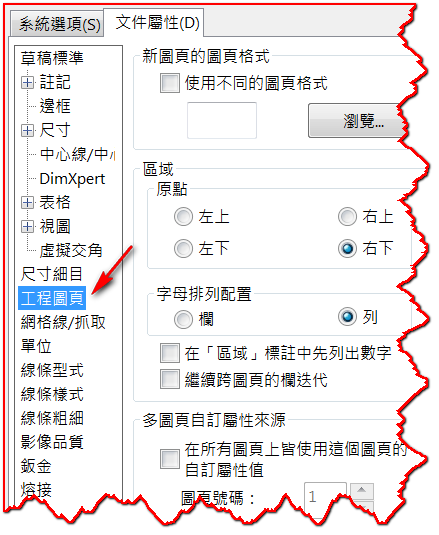 系統選項(S) 文件屬性(D)
草稿標準
註記
邊框
尺寸
中心線/中心
DimXpert
表格
視圖
虛擬交角
尺寸細目
工程圖頁
網格線/抓取
單位
線條型式
線條樣式
線條粗細
影像品質
鈑金
熔接
新圖頁的圖頁格式
使用不同的圖頁格式
瀏覽...
區域
原點
左上 右上
左下 右下
字母排列配置
欄 列
在「區域」標註中先列出數字
繼續跨圖頁的欄迭代
多圖頁自訂屬性來源
在所有圖頁上皆使用這個圖頁的
自訂屬性值
圖頁號碼： 1